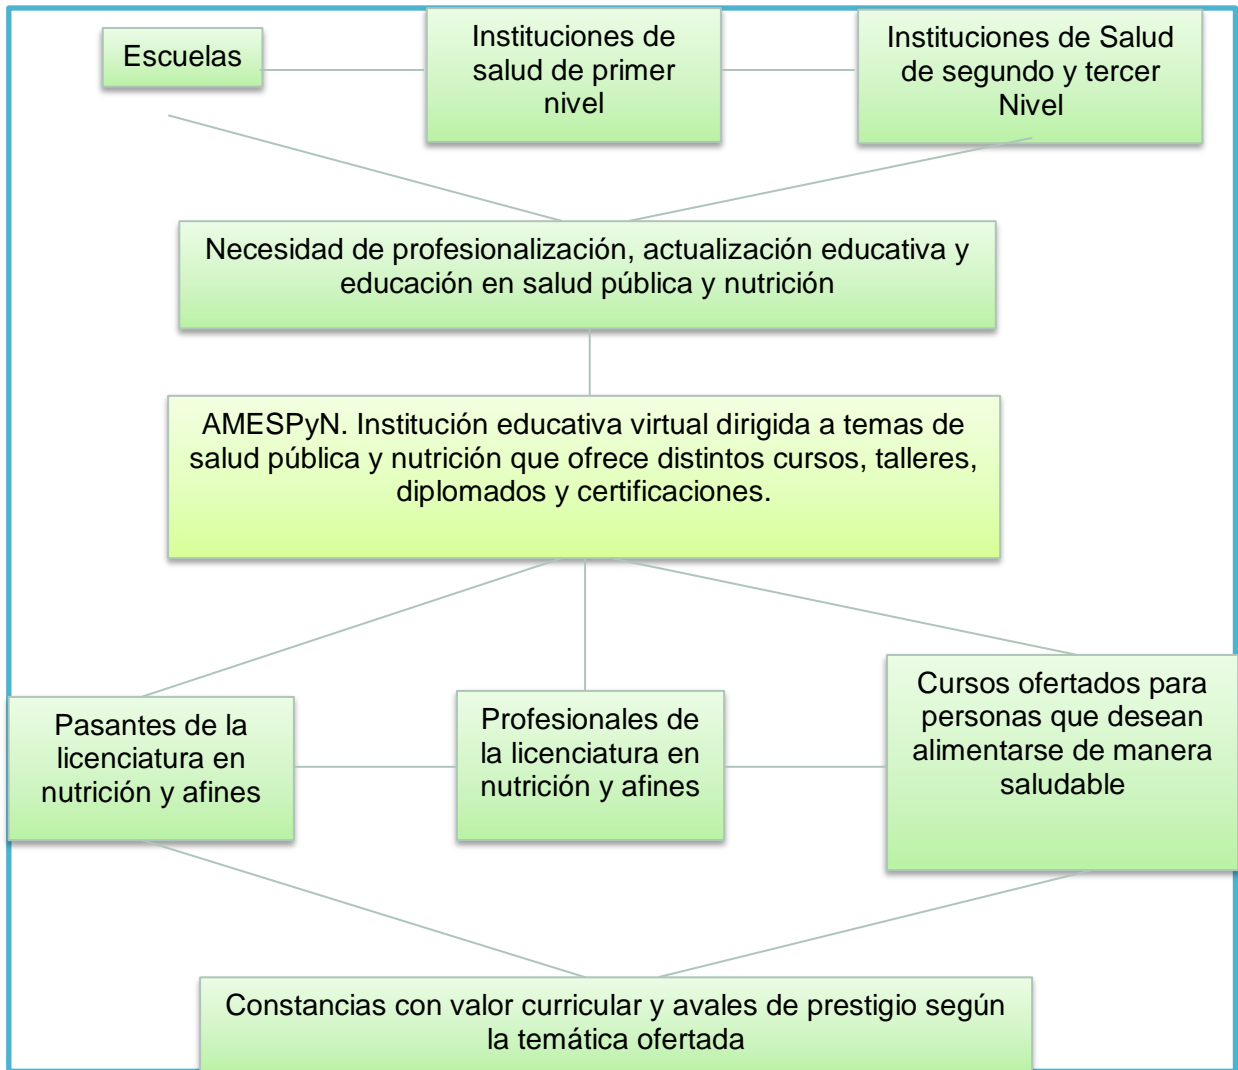 Escuelas
Instituciones de
salud de primer
nivel
Instituciones de Salud
de segundo y tercer
Nivel
Necesidad de profesionalización, actualización educativa y
educación en salud pública y nutrición
AMESPyN. Institución educativa virtual dirigida a temas de
salud pública y nutrición que ofrece distintos cursos, talleres,
diplomados y certificaciones.
Pasantes de la
licenciatura en
nutrición y afines
Profesionales de
la licenciatura en
nutrición y afines
Cursos ofertados para
personas que desean
alimentarse de manera
saludable
Constancias con valor curricular y avales de prestigio según
la temática ofertada